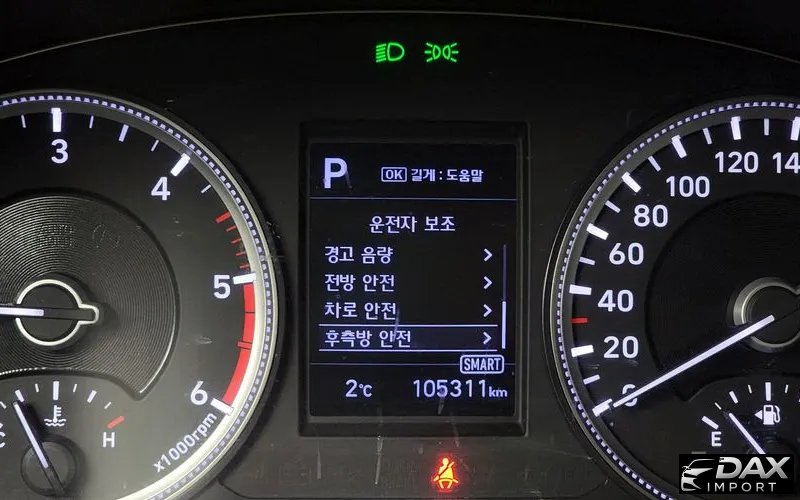 P
OK 길게 : 도움말
운전자 보조
경고 음량
전방 안전
차로 안전
후측방 안전
SMART
2°C 105311km
3
4
5
6
x1000rpm
C
H
0
20
40
60
80
100
120
E
DAX
IMPORT